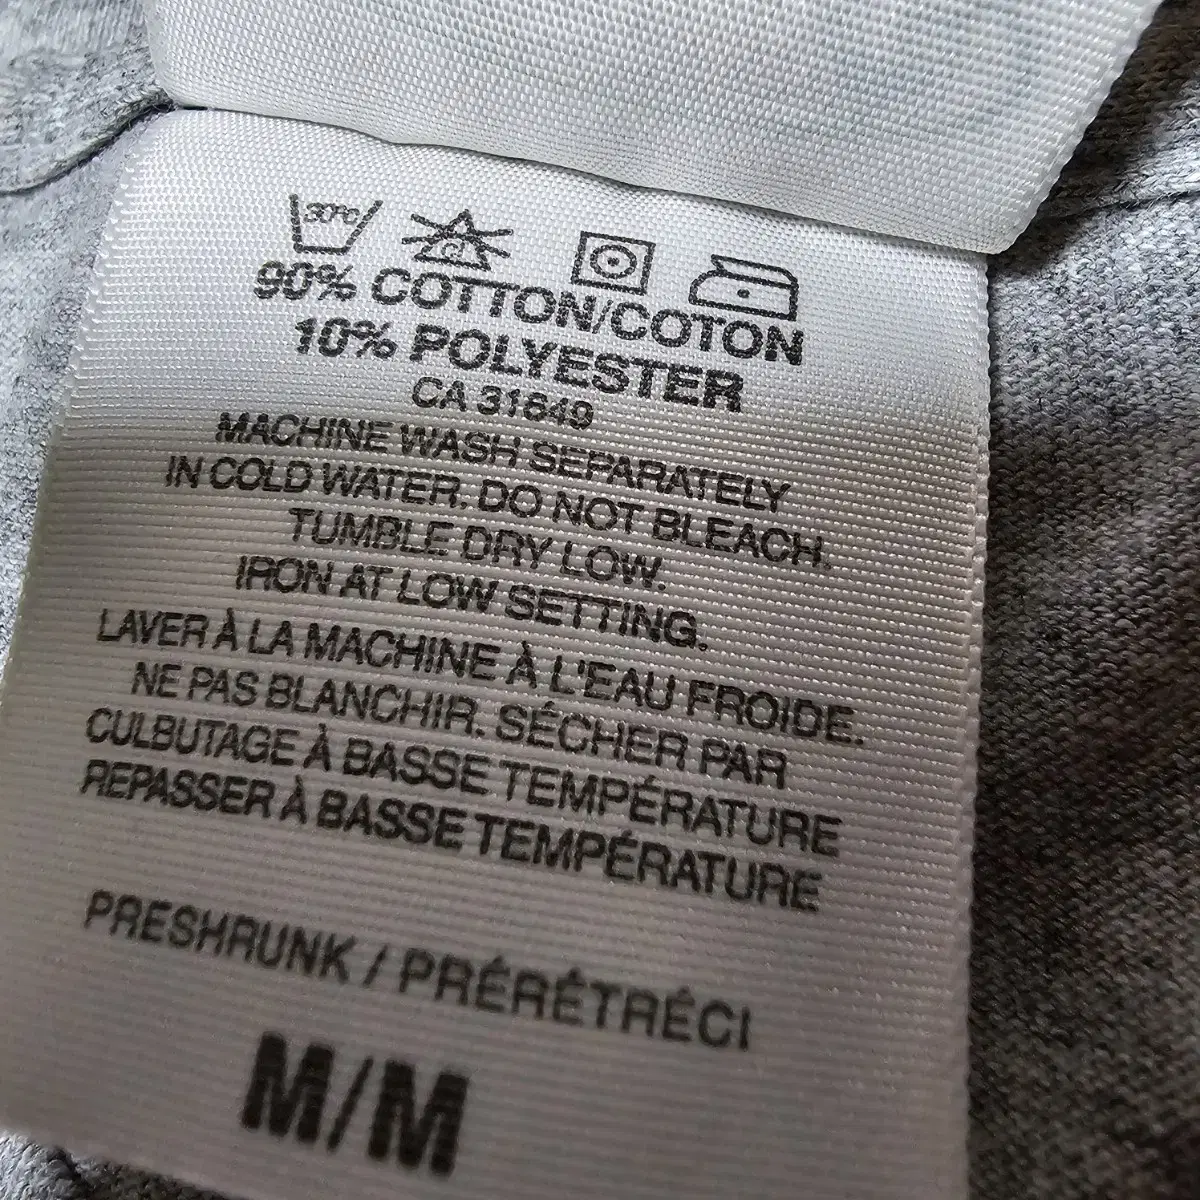 30°C
90% COTTON/COTON
10% POLYESTER
CA 31649
MACHINE WASH SEPARATELY
IN COLD WATER. DO NOT BLEACH.
TUMBLE DRY LOW.
IRON AT LOW SETTING.
LAVER À LA MACHINE À L'EAU FROIDE.
NE PAS BLANCHIR. SÉCHER PAR
CULBUTAGE À BASSE TEMPÉRATURE
REPASSER À BASSE TEMPÉRATURE
PRESHRUNK / PRÉRÉTRÉCI
M/M